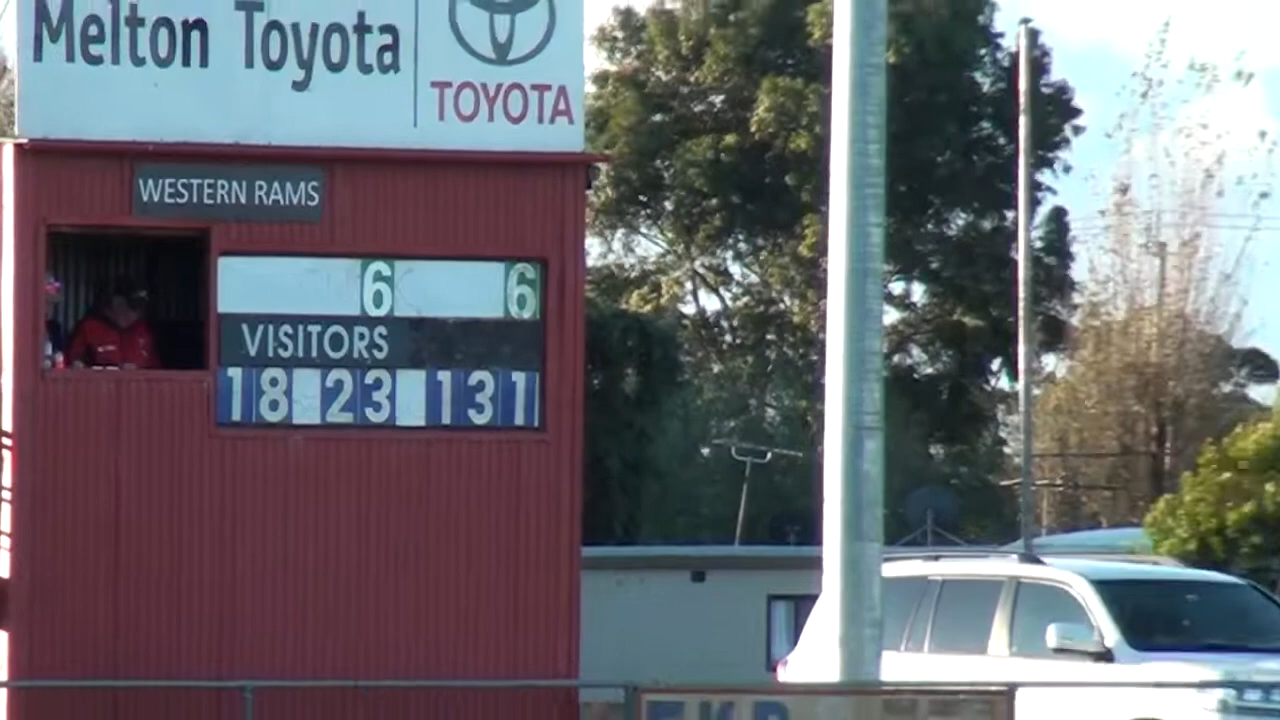 Melton Toyota
TOYOTA
WESTERN RAMS
6 6
VISITORS
18 23 131